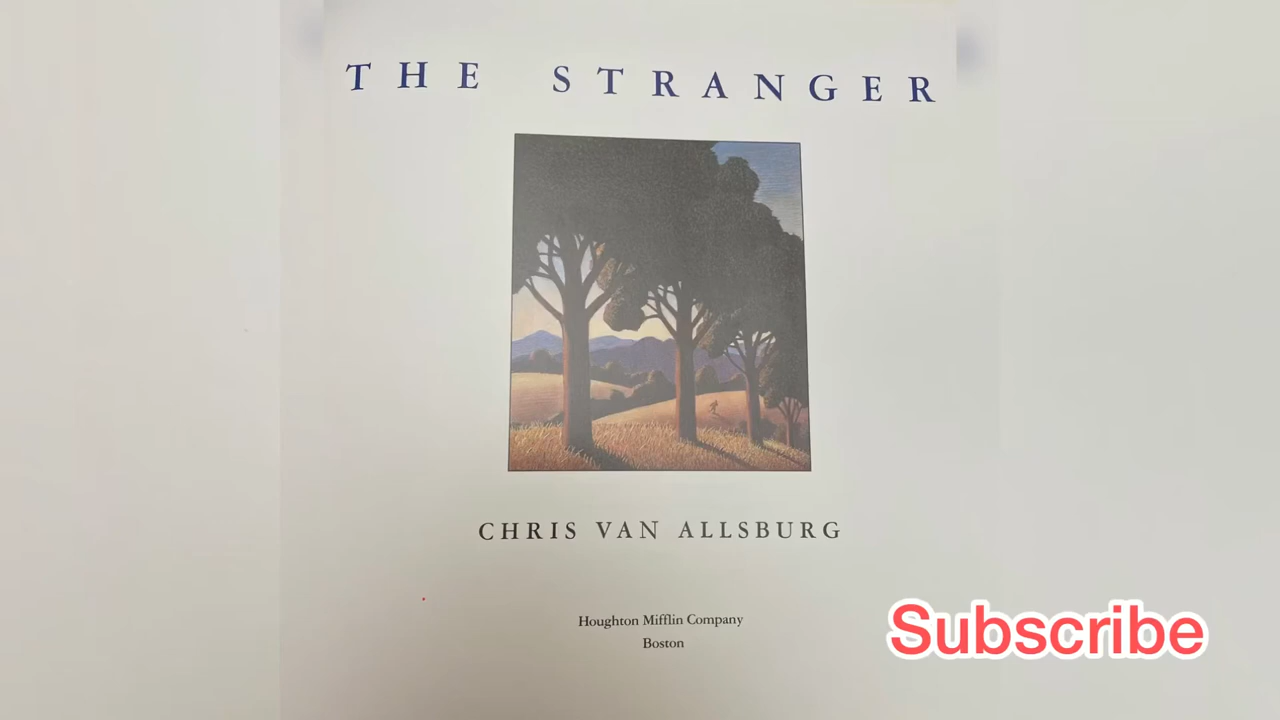 THE STRANGER
CHRIS VAN ALLSBURG
Houghton Mifflin Company
Boston
Subscribe